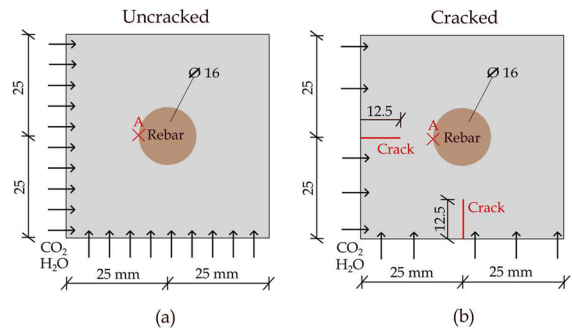 Uncracked
Ø 16
A
Rebar
25
25
CO₂
H₂O
25 mm
25 mm
(a)
Cracked
Ø 16
12.5
A
Rebar
Crack
25
25
12.5
Crack
CO₂
H₂O
25 mm
25 mm
(b)